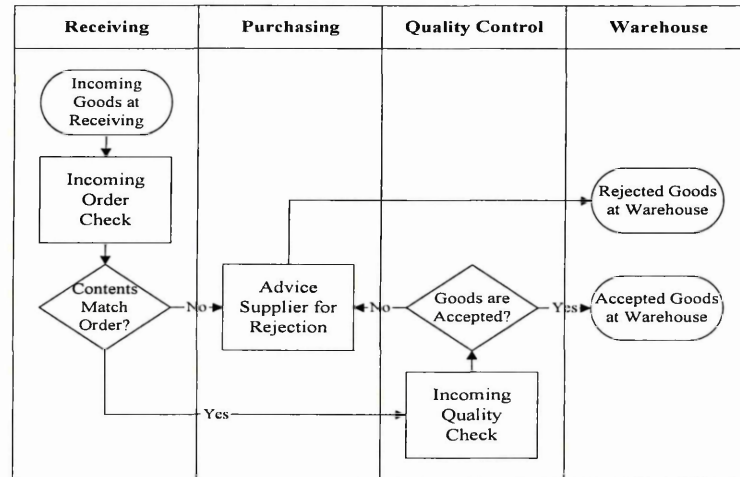 Receiving
Purchasing
Quality Control
Warehouse
Incoming
Goods at
Receiving
Incoming
Order
Check
Rejected Goods
at Warehouse
Contents
Match
Order?
No
Advice
Supplier for
Rejection
No
Goods are
Accepted?
Yes
Accepted Goods
at Warehouse
Yes
Incoming
Quality
Check